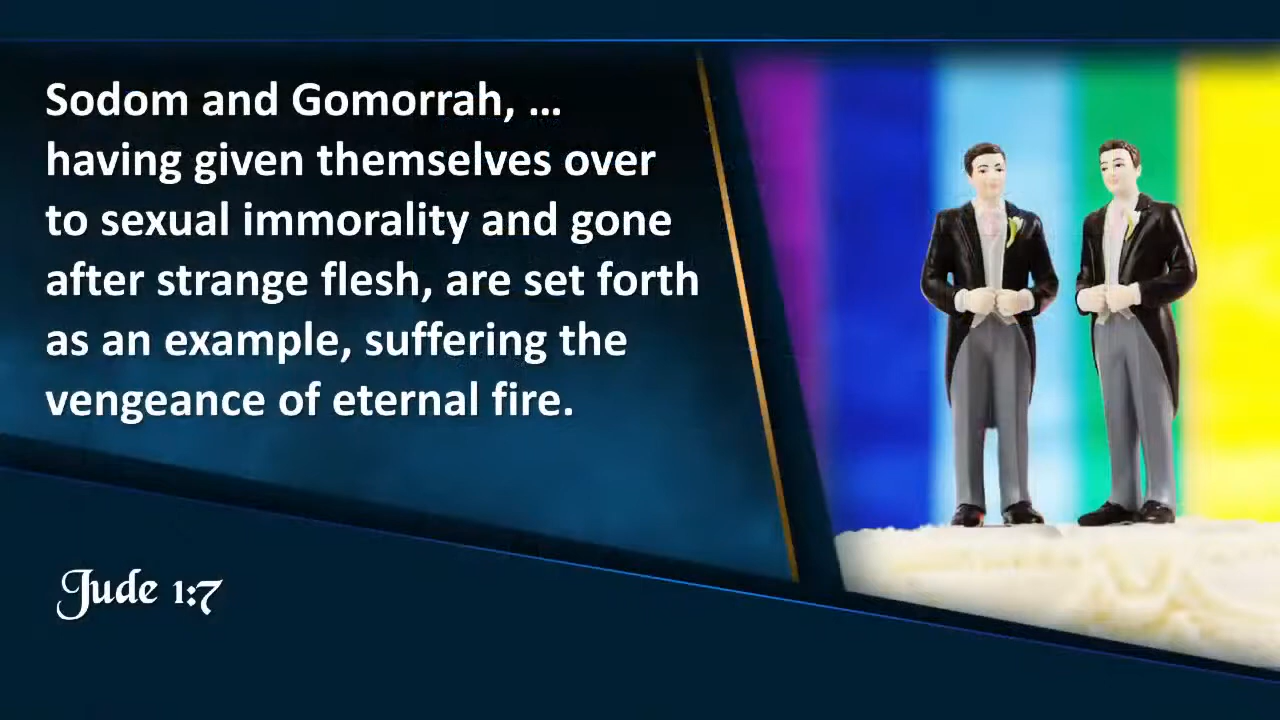 Sodom and Gomorrah, ...
having given themselves over
to sexual immorality and gone
after strange flesh, are set forth
as an example, suffering the
vengeance of eternal fire.
Jude 1:7